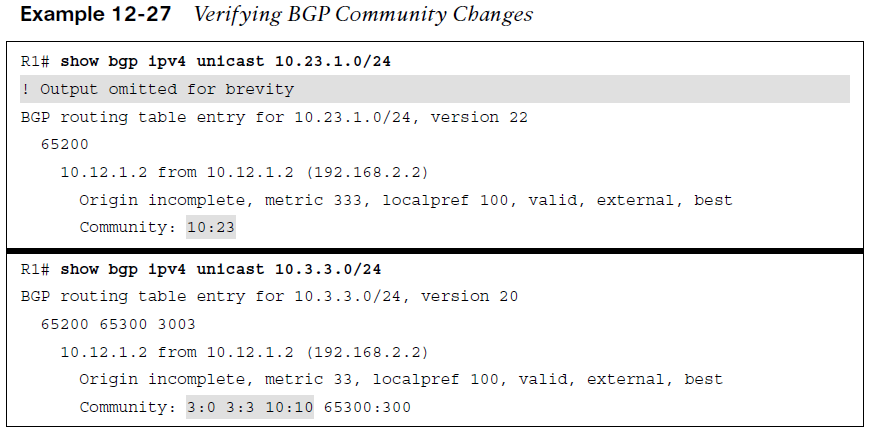 Example 12-27 Verifying BGP Community Changes
R1# show bgp ipv4 unicast 10.23.1.0/24
! Output omitted for brevity
BGP routing table entry for 10.23.1.0/24, version 22
65200
10.12.1.2 from 10.12.1.2 (192.168.2.2)
Origin incomplete, metric 333, localpref 100, valid, external, best
Community: 10:23
R1# show bgp ipv4 unicast 10.3.3.0/24
BGP routing table entry for 10.3.3.0/24, version 20
65200 65300 3003
10.12.1.2 from 10.12.1.2 (192.168.2.2)
Origin incomplete, metric 33, localpref 100, valid, external, best
Community: 3:0 3:3 10:10 65300:300